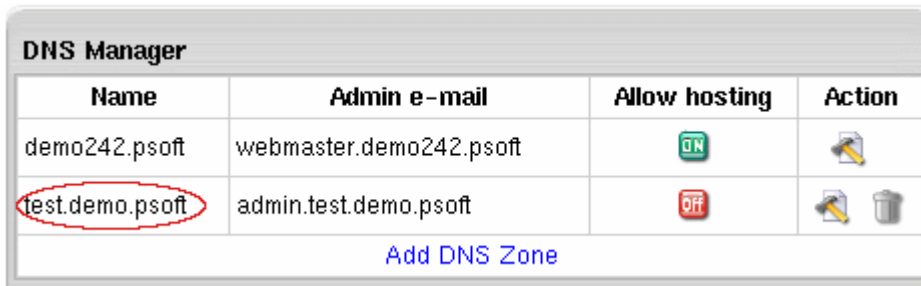 DNS Manager
Name Admin e-mail Allow hosting Action
demo242.psoft webmaster.demo242.psoft ON
test.demo.psoft admin.test.demo.psoft Off
Add DNS Zone